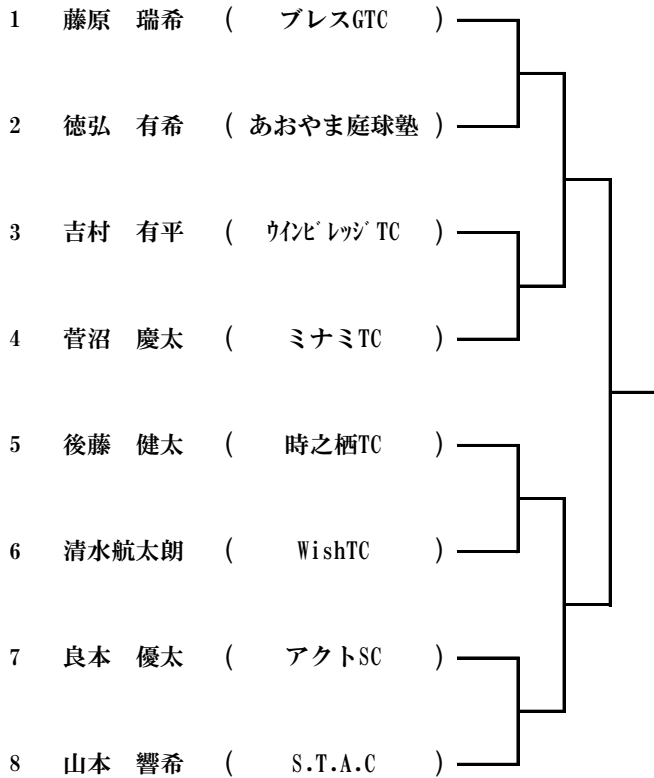 1 藤原 瑞希 ( ブレスGTC )
2 徳弘 有希 ( あおやま庭球塾 )
3 吉村 有平 ( ｳｲﾝﾋﾞﾚｯｼﾞTC )
4 菅沼 慶太 ( ミナミTC )
5 後藤 健太 ( 時之栖TC )
6 清水航太朗 ( WishTC )
7 良本 優太 ( アクトSC )
8 山本 響希 ( S.T.A.C )